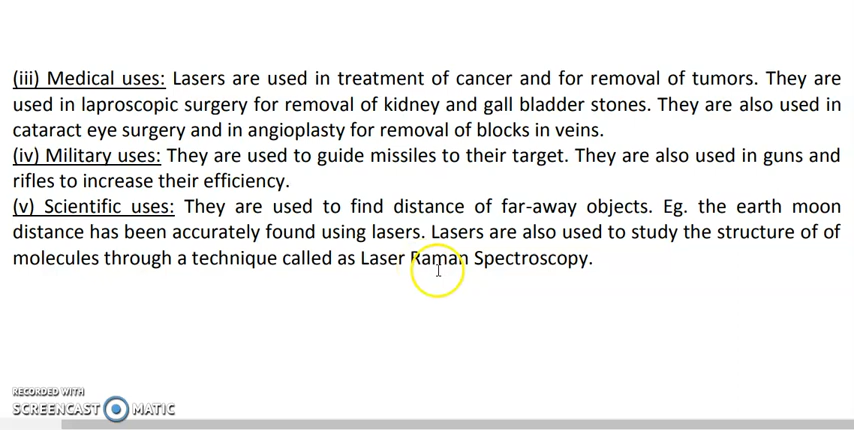 (iii) Medical uses: Lasers are used in treatment of cancer and for removal of tumors. They are
used in laproscopic surgery for removal of kidney and gall bladder stones. They are also used in
cataract eye surgery and in angioplasty for removal of blocks in veins.
(iv) Military uses: They are used to guide missiles to their target. They are also used in guns and
rifles to increase their efficiency.
(v) Scientific uses: They are used to find distance of far-away objects. Eg. the earth moon
distance has been accurately found using lasers. Lasers are also used to study the structure of of
molecules through a technique called as Laser Raman Spectroscopy.
RECORDED WITH
SCREENCAST MATIC